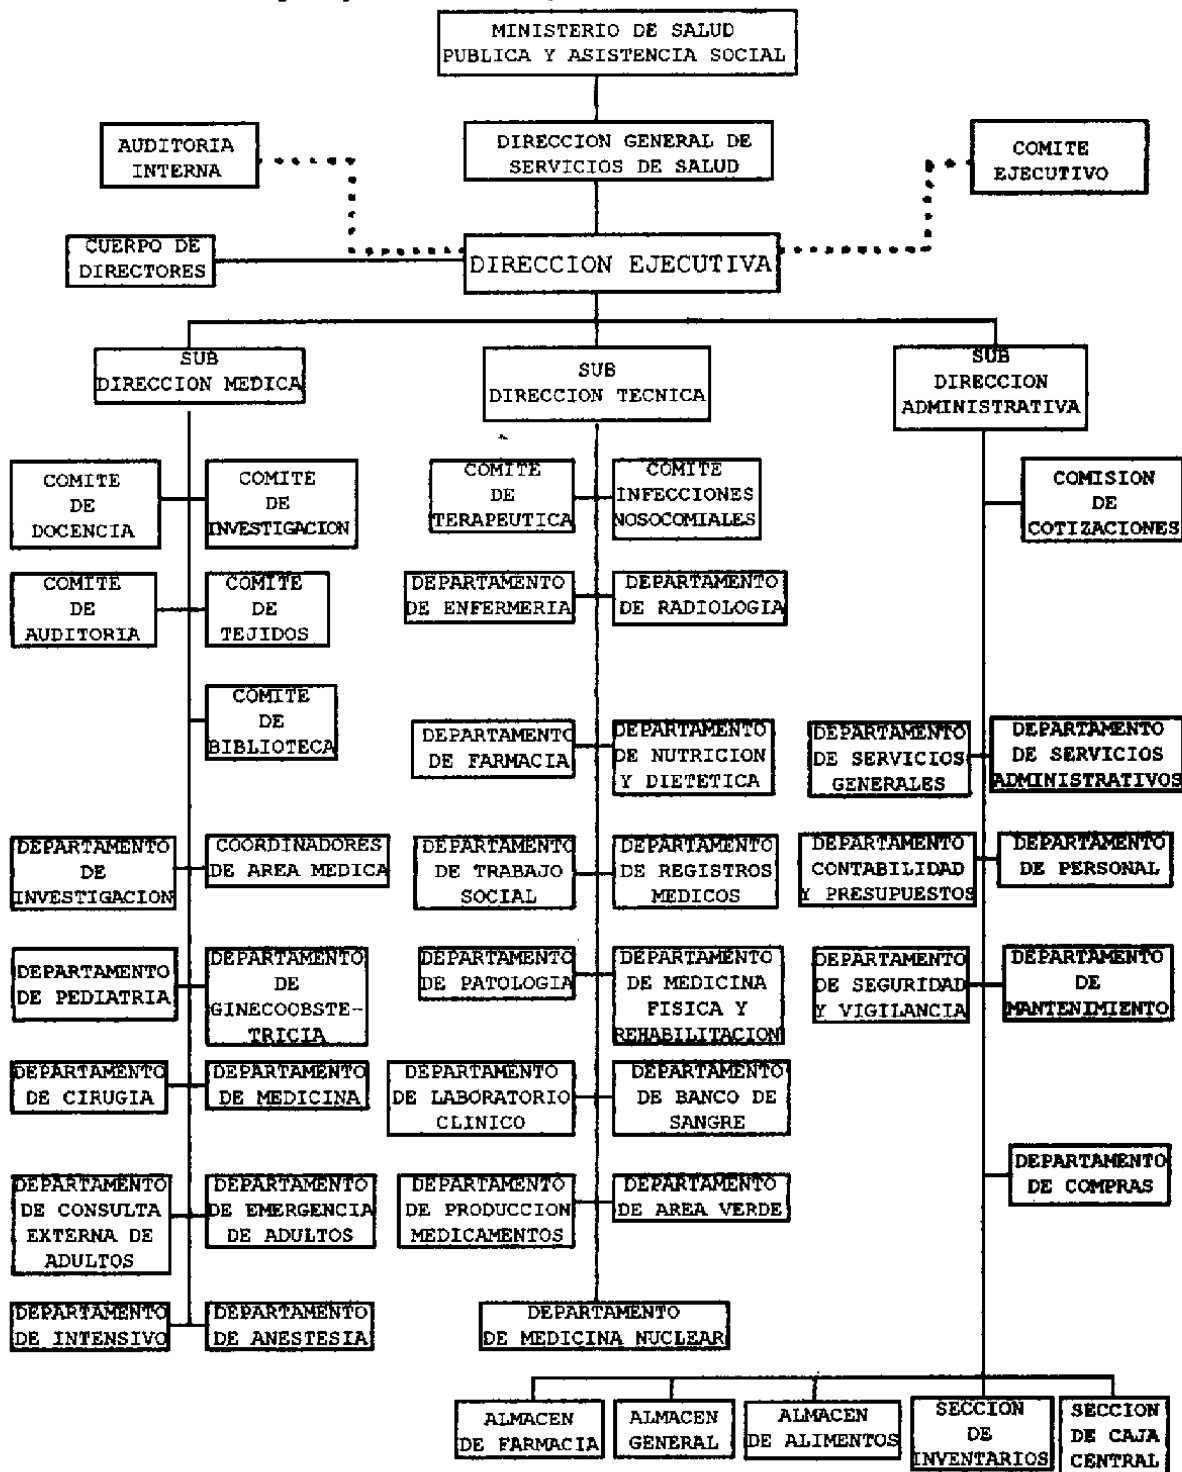 MINISTERIO DE SALUD
PUBLICA Y ASISTENCIA SOCIAL
AUDITORIA
INTERNA
DIRECCION GENERAL DE
SERVICIOS DE SALUD
COMITE
EJECUTIVO
CUERPO DE
DIRECTORES
DIRECCION EJECUTIVA
SUB
DIRECCION MEDICA
SUB
DIRECCION TECNICA
SUB
DIRECCION
ADMINISTRATIVA
COMITE
DE
DOCENCIA
COMITE
DE
INVESTIGACION
COMITE
DE
TERAPEUTICA
COMITE
INFECCIONES
NOSOCOMIALES
COMISION
DE
COTIZACIONES
COMITE
DE
AUDITORIA
COMITE
DE
TEJIDOS
DEPARTAMENTO
DE ENFERMERIA
DEPARTAMENTO
DE RADIOLOGIA
COMITE
DE
BIBLIOTECA
DEPARTAMENTO
DE FARMACIA
DEPARTAMENTO
DE NUTRICION
Y DIETETICA
DEPARTAMENTO
DE SERVICIOS
GENERALES
DEPARTAMENTO
DE SERVICIOS
ADMINISTRATIVOS
DEPARTAMENTO
DE
INVESTIGACION
COORDINADORES
DE AREA MEDICA
DEPARTAMENTO
DE TRABAJO
SOCIAL
DEPARTAMENTO
DE REGISTROS
MEDICOS
DEPARTAMENTO
CONTABILIDAD
Y PRESUPUESTOS
DEPARTAMENTO
DE PERSONAL
DEPARTAMENTO
DE PEDIATRIA
DEPARTAMENTO
DE
GINECOOBSTE-
TRICIA
DEPARTAMENTO
DE PATOLOGIA
DEPARTAMENTO
DE MEDICINA
FISICA Y
REHABILITACION
DEPARTAMENTO
DE SEGURIDAD
Y VIGILANCIA
DEPARTAMENTO
DE
MANTENIMIENTO
DEPARTAMENTO
DE CIRUGIA
DEPARTAMENTO
DE MEDICINA
DEPARTAMENTO
DE LABORATORIO
CLINICO
DEPARTAMENTO
DE BANCO DE
SANGRE
DEPARTAMENTO
DE COMPRAS
DEPARTAMENTO
DE CONSULTA
EXTERNA DE
ADULTOS
DEPARTAMENTO
DE EMERGENCIA
DE ADULTOS
DEPARTAMENTO
DE PRODUCCION
MEDICAMENTOS
DEPARTAMENTO
DE AREA VERDE
DEPARTAMENTO
DE INTENSIVO
DEPARTAMENTO
DE ANESTESIA
DEPARTAMENTO
DE MEDICINA NUCLEAR
ALMACEN
DE FARMACIA
ALMACEN
GENERAL
ALMACEN
DE ALIMENTOS
SECCION
DE
INVENTARIOS
SECCION
DE CAJA
CENTRAL